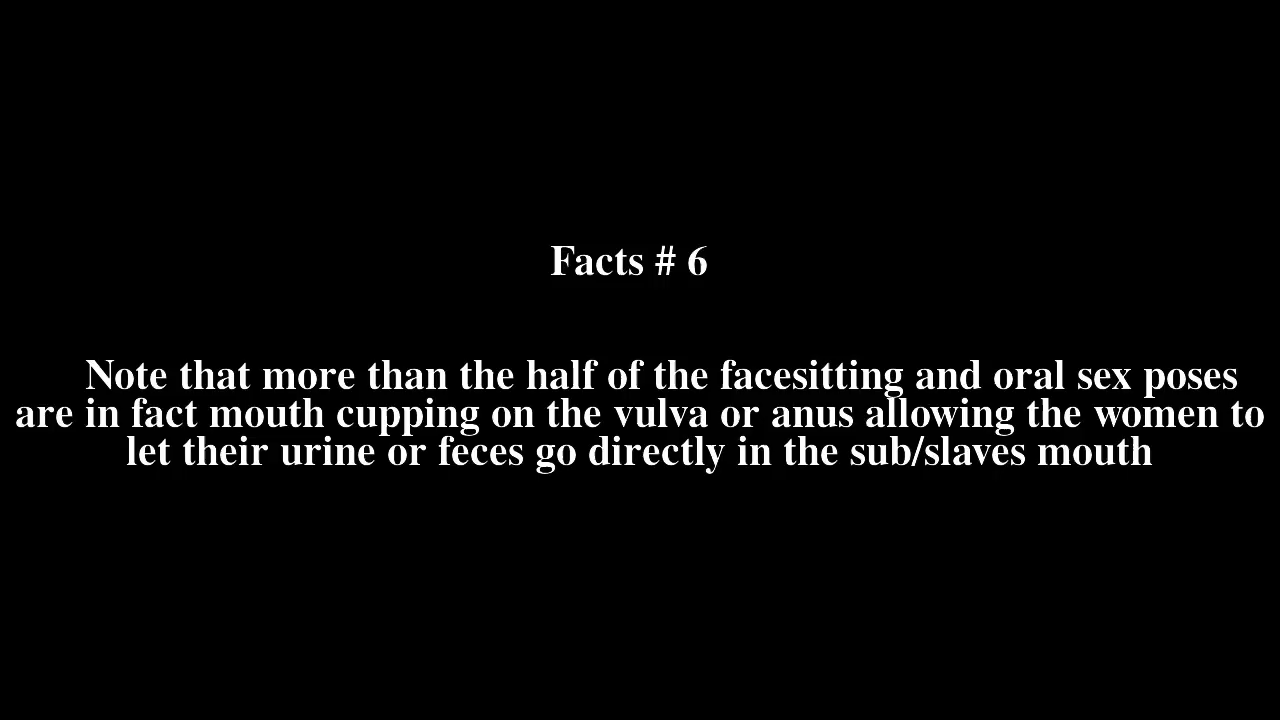 Facts # 6
Note that more than the half of the facesitting and oral sex poses
are in fact mouth cupping on the vulva or anus allowing the women to
let their urine or feces go directly in the sub/slaves mouth